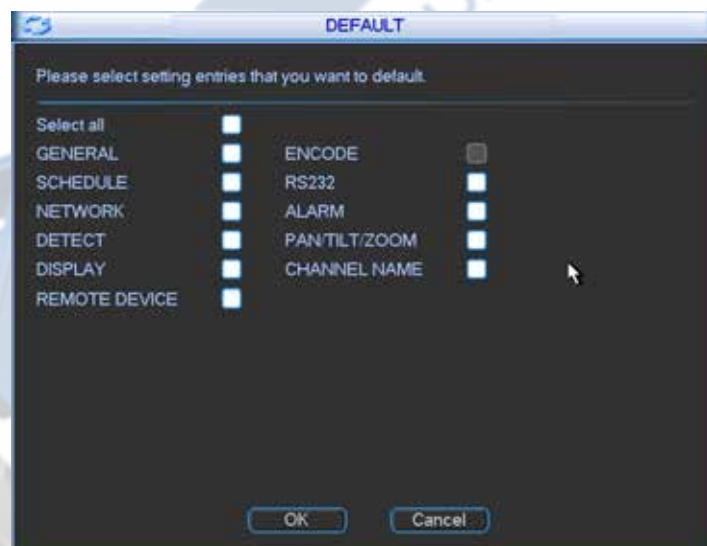 DEFAULT
Please select setting entries that you want to default.
Select all
GENERAL ENCODE
SCHEDULE RS232
NETWORK ALARM
DETECT PAN/TILT/ZOOM
DISPLAY CHANNEL NAME
REMOTE DEVICE
OK Cancel